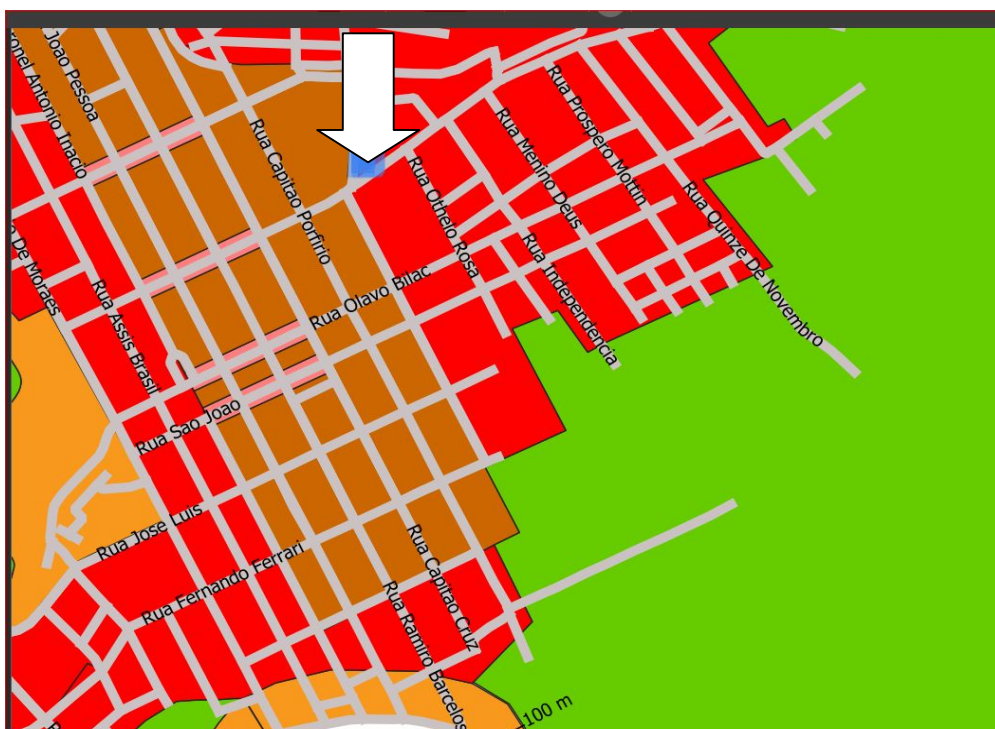 Joao Pessoa
onel Antonio Inacio
Rua Capitao Porfirio
Rua Prospero Mottin
Rua Menino Deus
Rua Othelo Rosa
Rua Quinze De Novembro
De Moraes
Rua Assis Brasil
Rua Olavo Bilac
Rua Independencia
Rua Sao Joao
Rua Jose Luis
Rua Fernando Ferrari
Rua Capitao Cruz
Rua Ramiro Barcelos
100 m